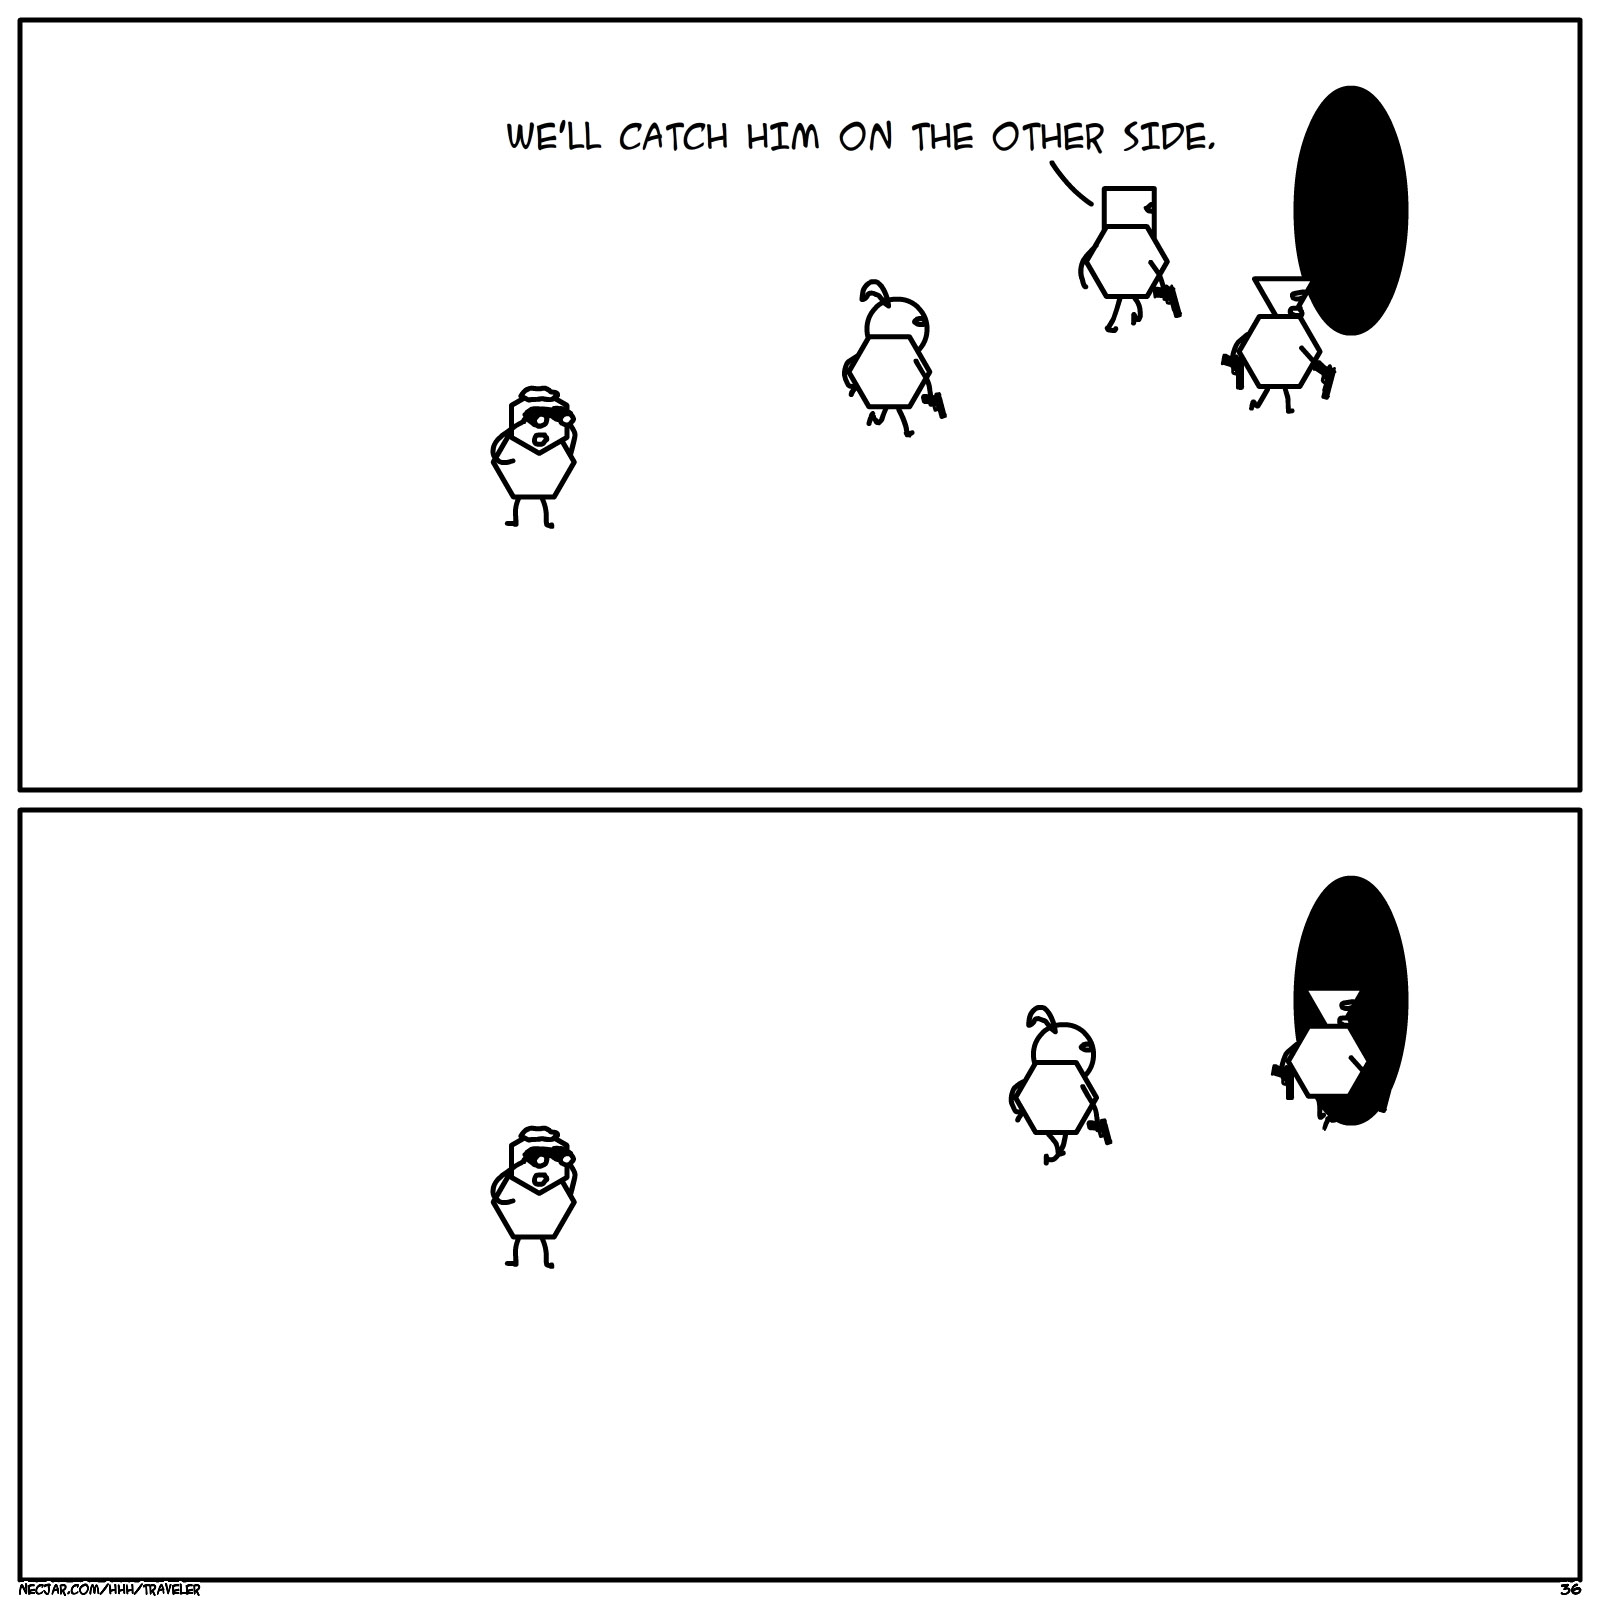 WE'LL CATCH HIM ON THE OTHER SIDE.
NECJAR.COM/HHH/TRAVELER
36